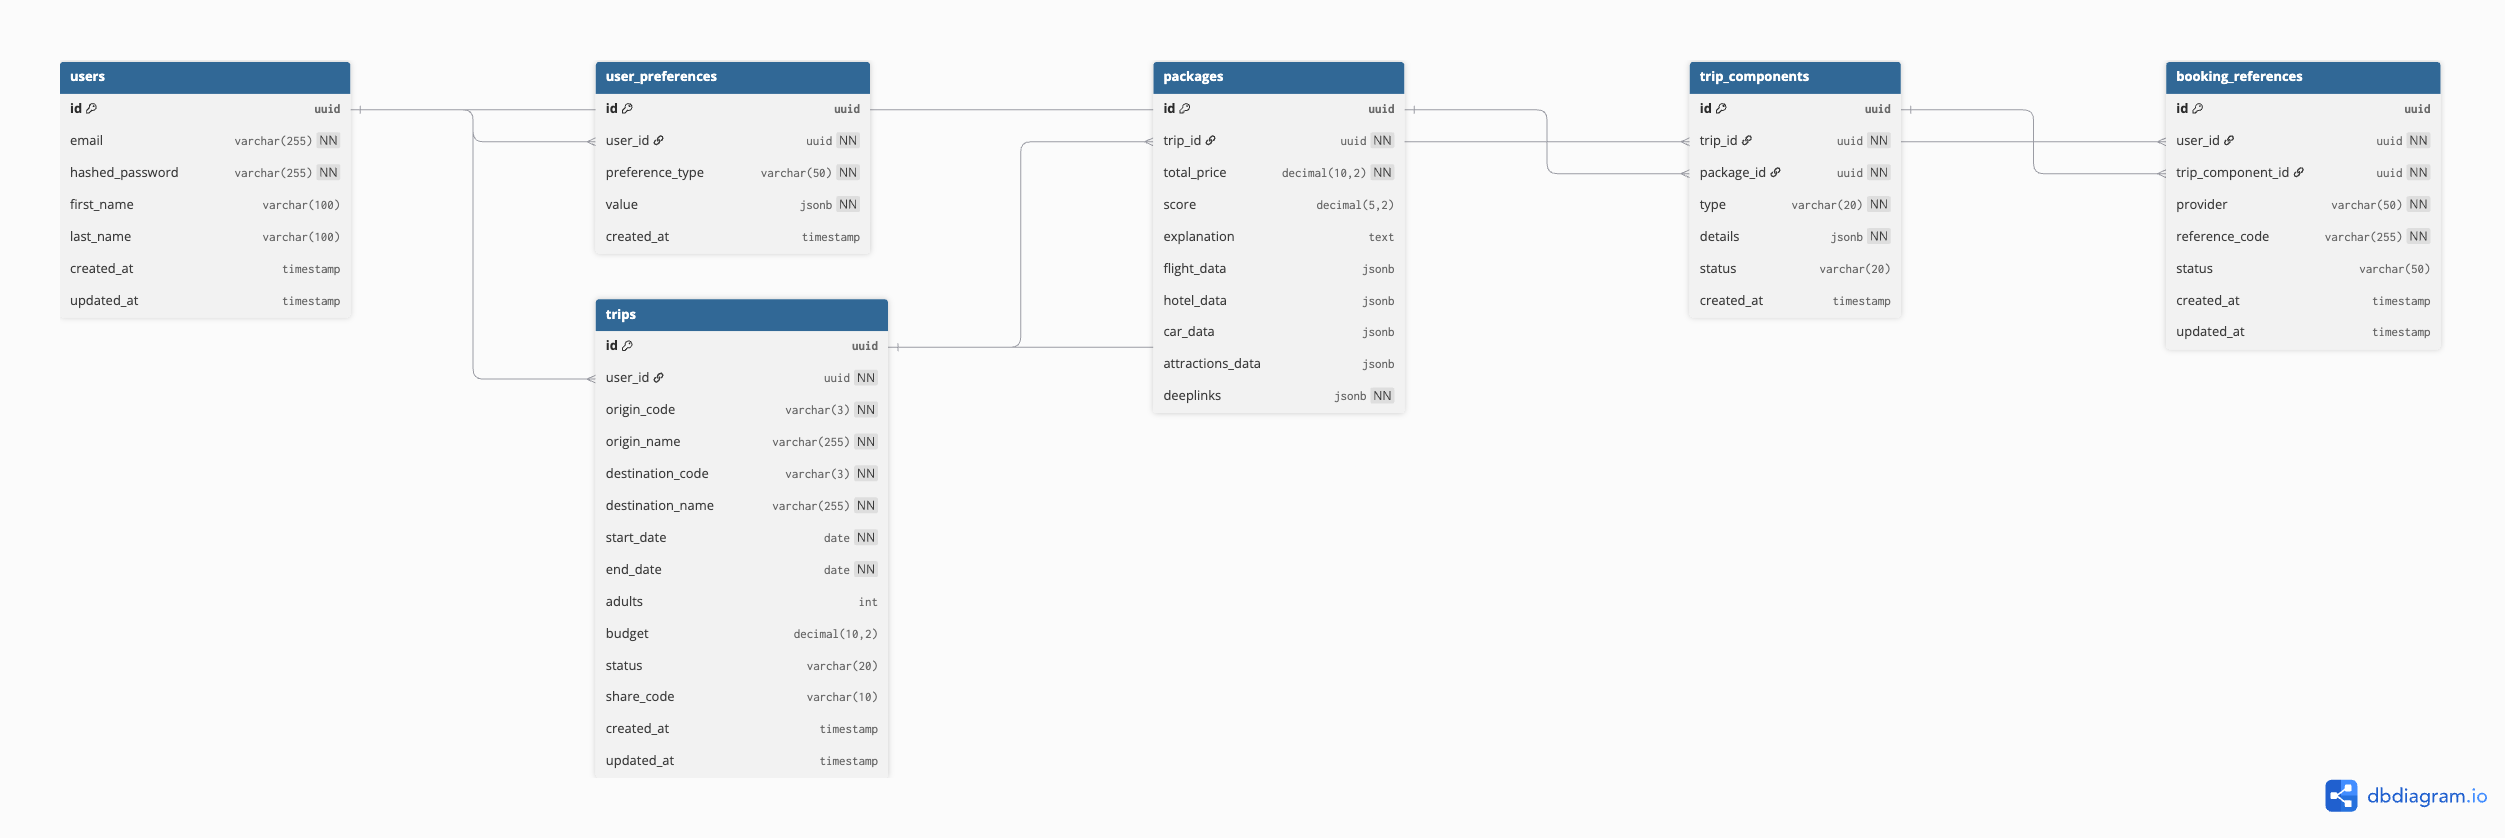 users
id uuid
email varchar(255) NN
hashed_password varchar(255) NN
first_name varchar(100)
last_name varchar(100)
created_at timestamp
updated_at timestamp
user_preferences
id uuid
user_id uuid NN
preference_type varchar(50) NN
value jsonb NN
created_at timestamp
trips
id uuid
user_id uuid NN
origin_code varchar(3) NN
origin_name varchar(255) NN
destination_code varchar(3) NN
destination_name varchar(255) NN
start_date date NN
end_date date NN
adults int
budget decimal(10,2)
status varchar(20)
share_code varchar(10)
created_at timestamp
updated_at timestamp
packages
id uuid
trip_id uuid NN
total_price decimal(10,2) NN
score decimal(5,2)
explanation text
flight_data jsonb
hotel_data jsonb
car_data jsonb
attractions_data jsonb
deeplinks jsonb NN
trip_components
id uuid
trip_id uuid NN
package_id uuid NN
type varchar(20) NN
details jsonb NN
status varchar(20)
created_at timestamp
booking_references
id uuid
user_id uuid NN
trip_component_id uuid NN
provider varchar(50) NN
reference_code varchar(255) NN
status varchar(50)
created_at timestamp
updated_at timestamp
dbdiagram.io